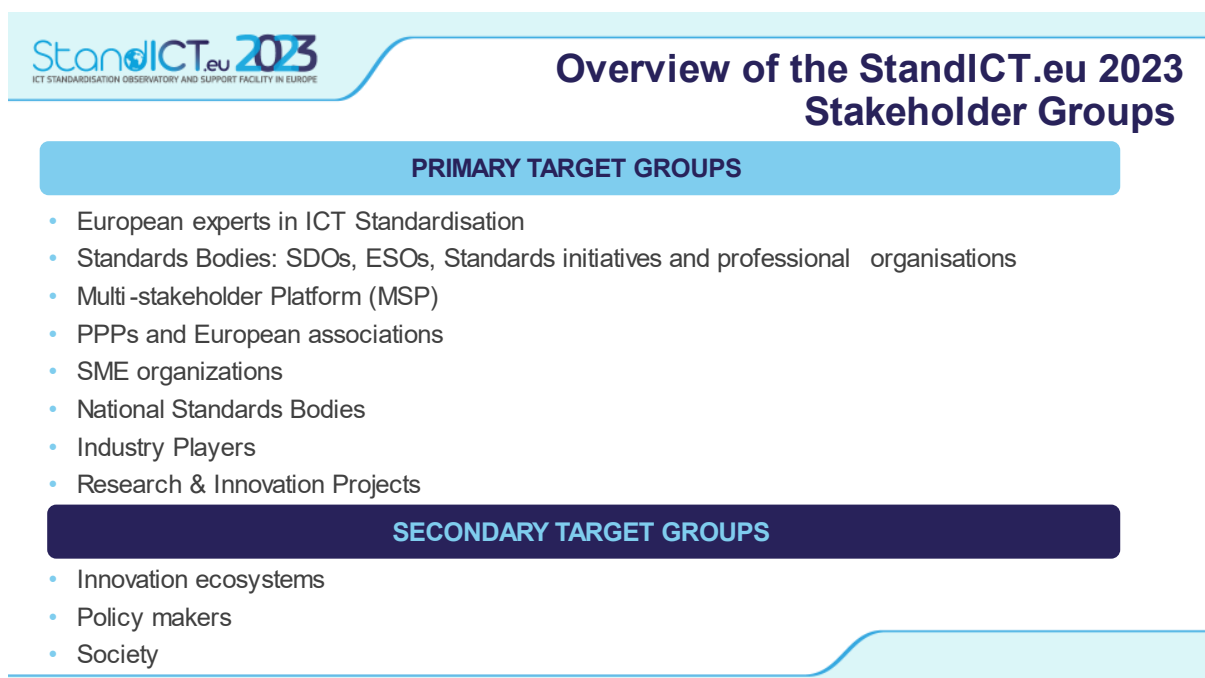 StandICT.eu 2023
ICT STANDARDISATION OBSERVATORY AND SUPPORT FACILITY IN EUROPE
Overview of the StandICT.eu 2023
Stakeholder Groups
PRIMARY TARGET GROUPS
• European experts in ICT Standardisation
• Standards Bodies: SDOs, ESOs, Standards initiatives and professional organisations
• Multi-stakeholder Platform (MSP)
• PPPs and European associations
• SME organizations
• National Standards Bodies
• Industry Players
• Research & Innovation Projects
SECONDARY TARGET GROUPS
• Innovation ecosystems
• Policy makers
• Society